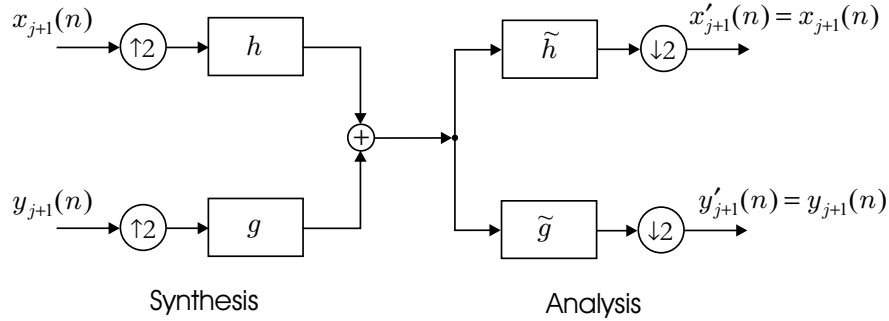 x_{j+1}(n) ↑2 h h̃ ↓2 x′_{j+1}(n) = x_{j+1}(n)
+
y_{j+1}(n) ↑2 g g̃ ↓2 y′_{j+1}(n) = y_{j+1}(n)
Synthesis Analysis